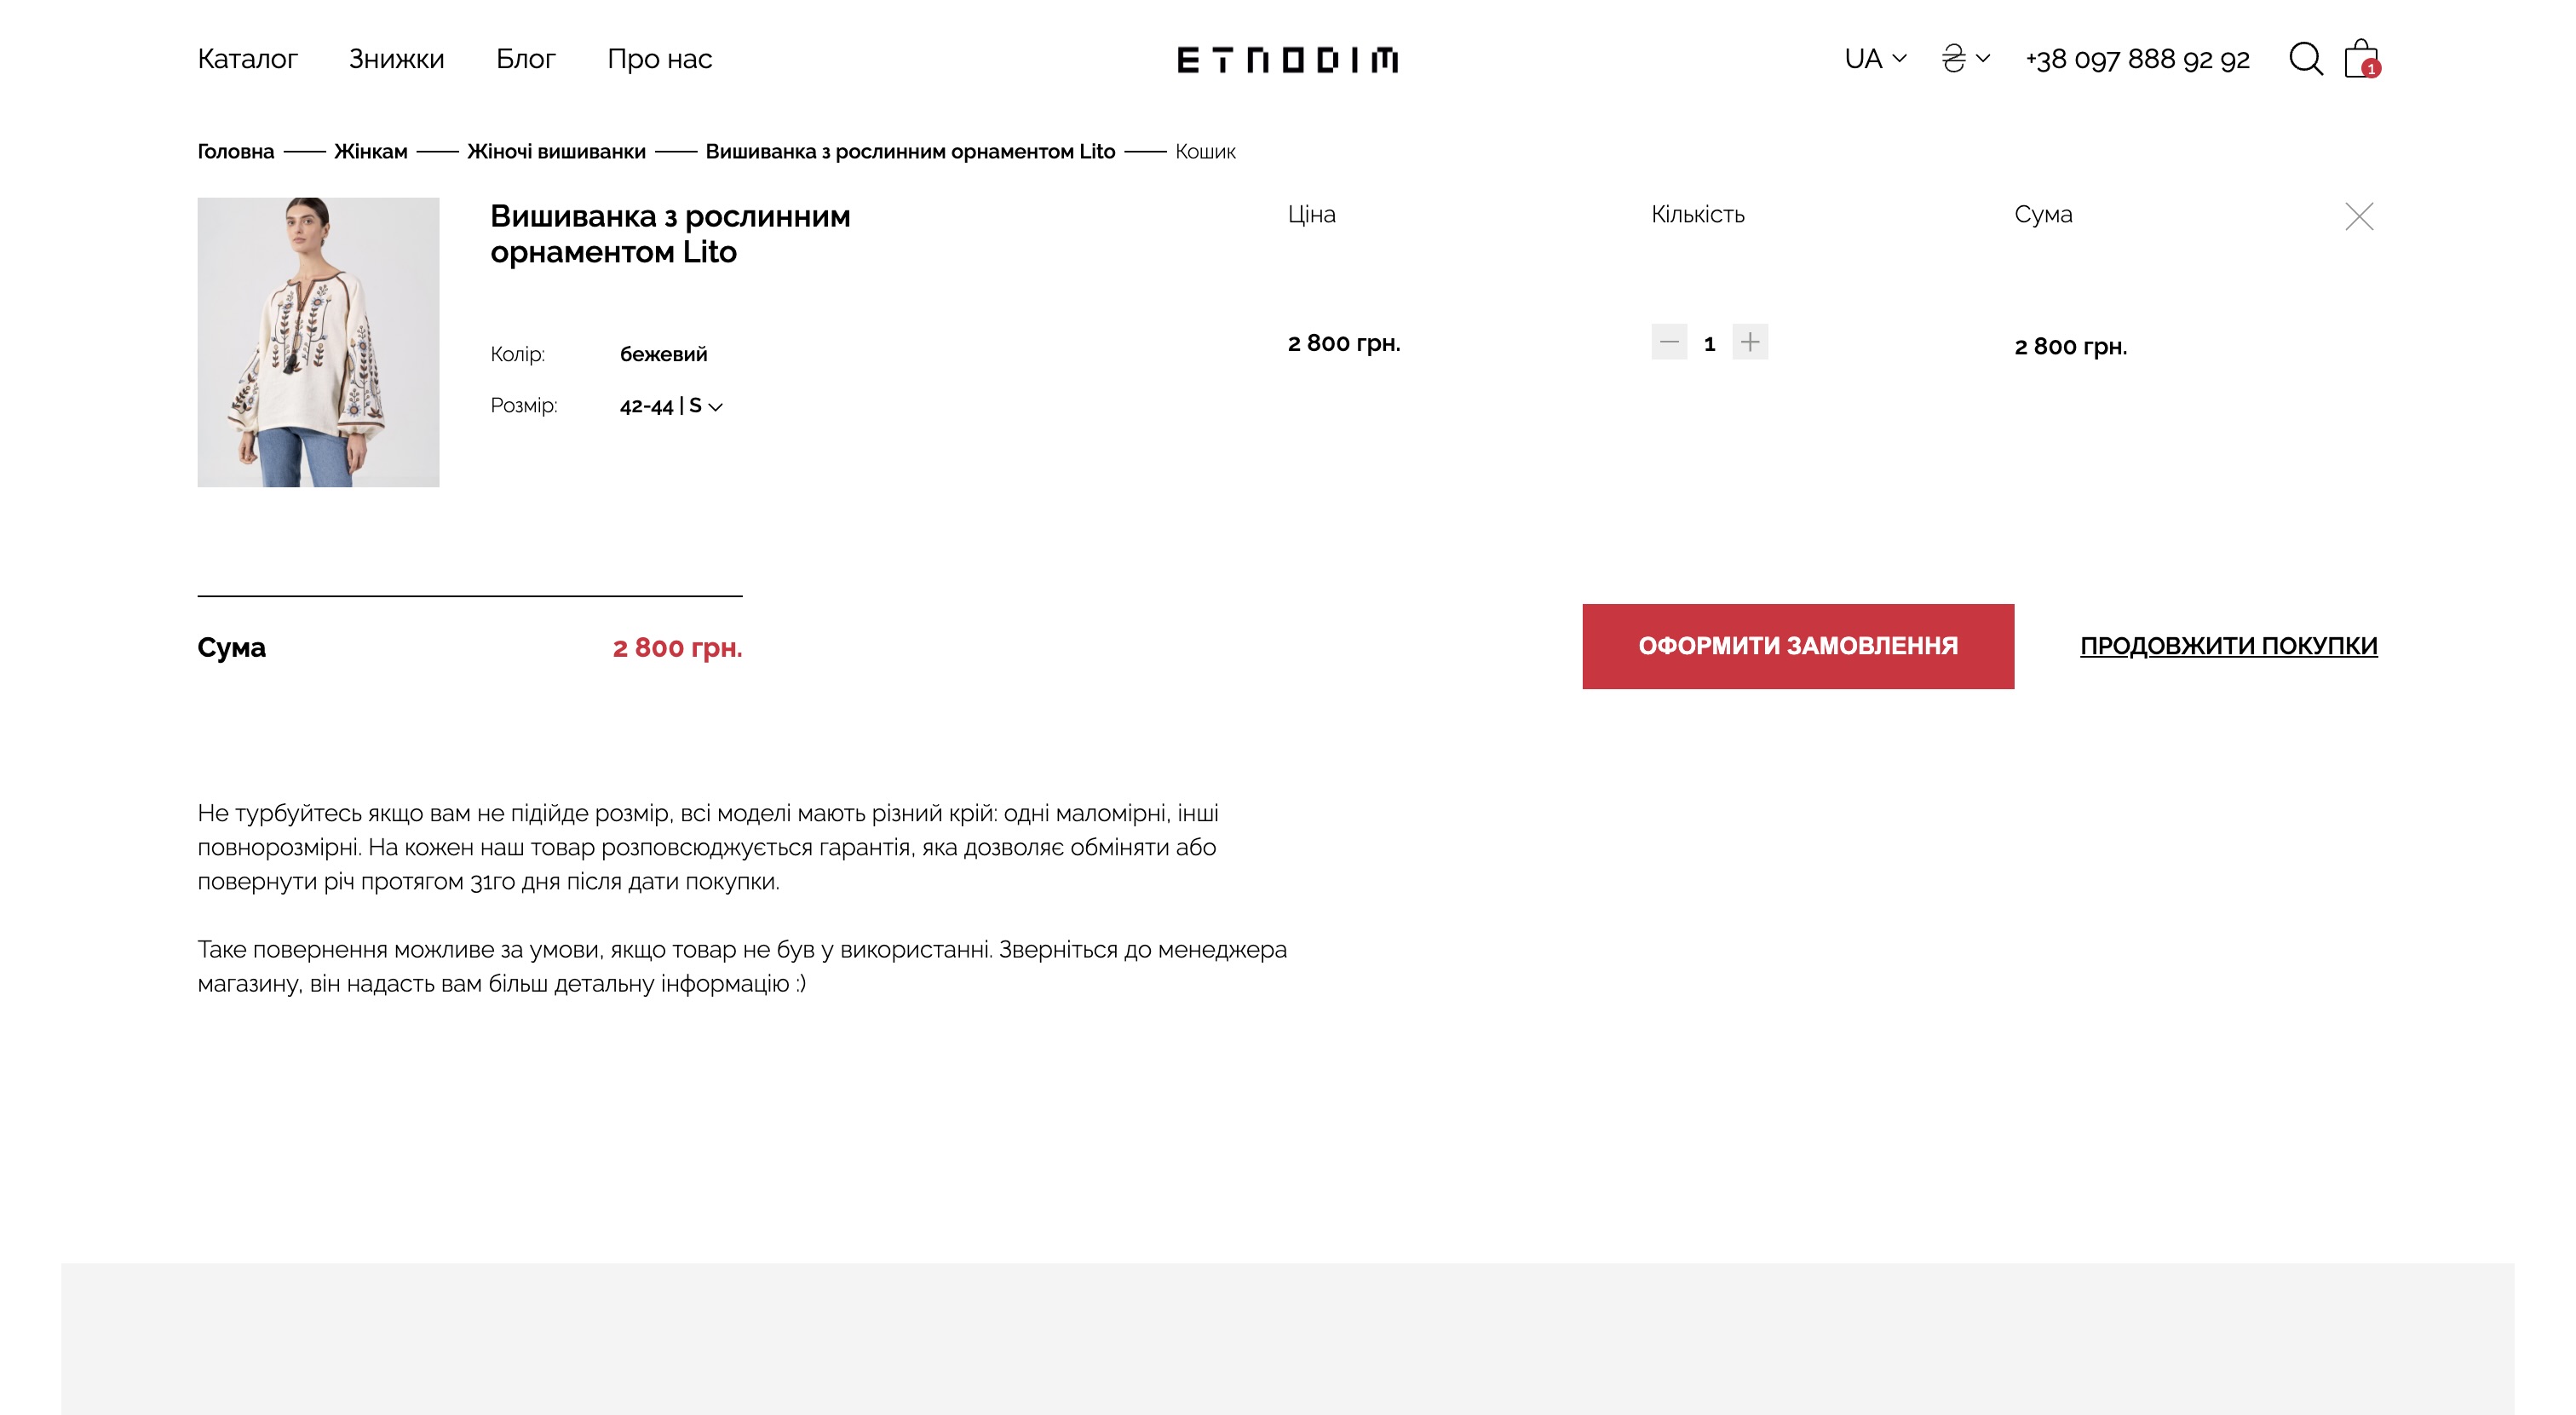 Каталог Знижки Блог Про нас ETNODIM UA ₴ +38 097 888 92 92 1
Головна — Жінкам — Жіночі вишиванки — Вишиванка з рослинним орнаментом Lito — Кошик
Вишиванка з рослинним
орнаментом Lito
Ціна Кількість Сума
2 800 грн. 1 2 800 грн.
Колір: бежевий
Розмір: 42-44 | S
Сума 2 800 грн. ОФОРМИТИ ЗАМОВЛЕННЯ ПРОДОВЖИТИ ПОКУПКИ
Не турбуйтесь якщо вам не підійде розмір, всі моделі мають різний крій: одні маломірні, інші
повнорозмірні. На кожен наш товар розповсюджується гарантія, яка дозволяє обміняти або
повернути річ протягом 31го дня після дати покупки.
Таке повернення можливе за умови, якщо товар не був у використанні. Зверніться до менеджера
магазину, він надасть вам більш детальну інформацію :)